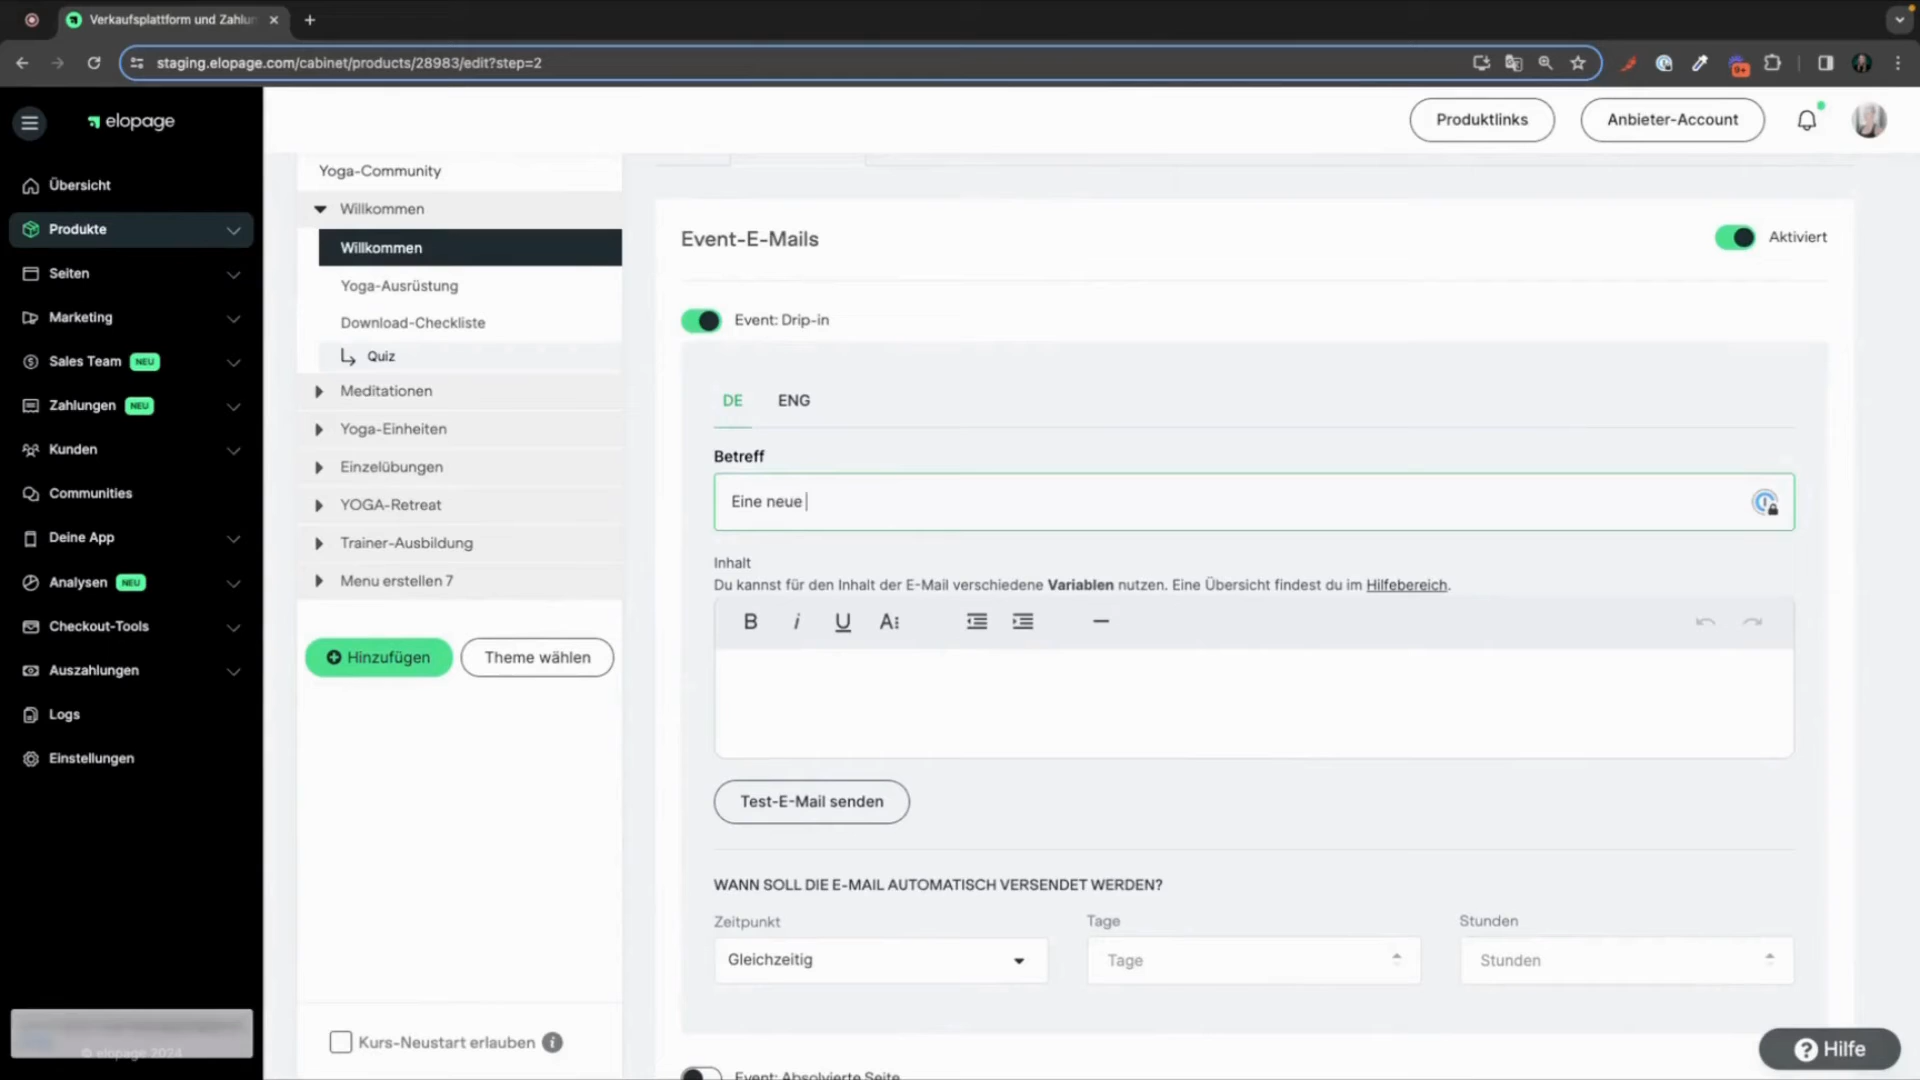 Verkaufsplattform und Zahlun
staging.elopage.com/cabinet/products/28983/edit?step=2
elopage
Produktlinks
Anbieter-Account
Übersicht
Produkte
Seiten
Marketing
Sales Team NEU
Zahlungen NEU
Kunden
Communities
Deine App
Analysen NEU
Checkout-Tools
Auszahlungen
Logs
Einstellungen
© elopage 2024
Yoga-Community
Willkommen
Willkommen
Yoga-Ausrüstung
Download-Checkliste
Quiz
Meditationen
Yoga-Einheiten
Einzelübungen
YOGA-Retreat
Trainer-Ausbildung
Menu erstellen 7
Hinzufügen
Theme wählen
Kurs-Neustart erlauben
Event-E-Mails
Aktiviert
Event: Drip-in
DE ENG
Betreff
Eine neue
Inhalt
Du kannst für den Inhalt der E-Mail verschiedene Variablen nutzen. Eine Übersicht findest du im Hilfebereich.
B i U A
Test-E-Mail senden
WANN SOLL DIE E-MAIL AUTOMATISCH VERSENDET WERDEN?
Zeitpunkt Tage Stunden
Gleichzeitig Tage Stunden
Event: Absolvierte Seite
Hilfe